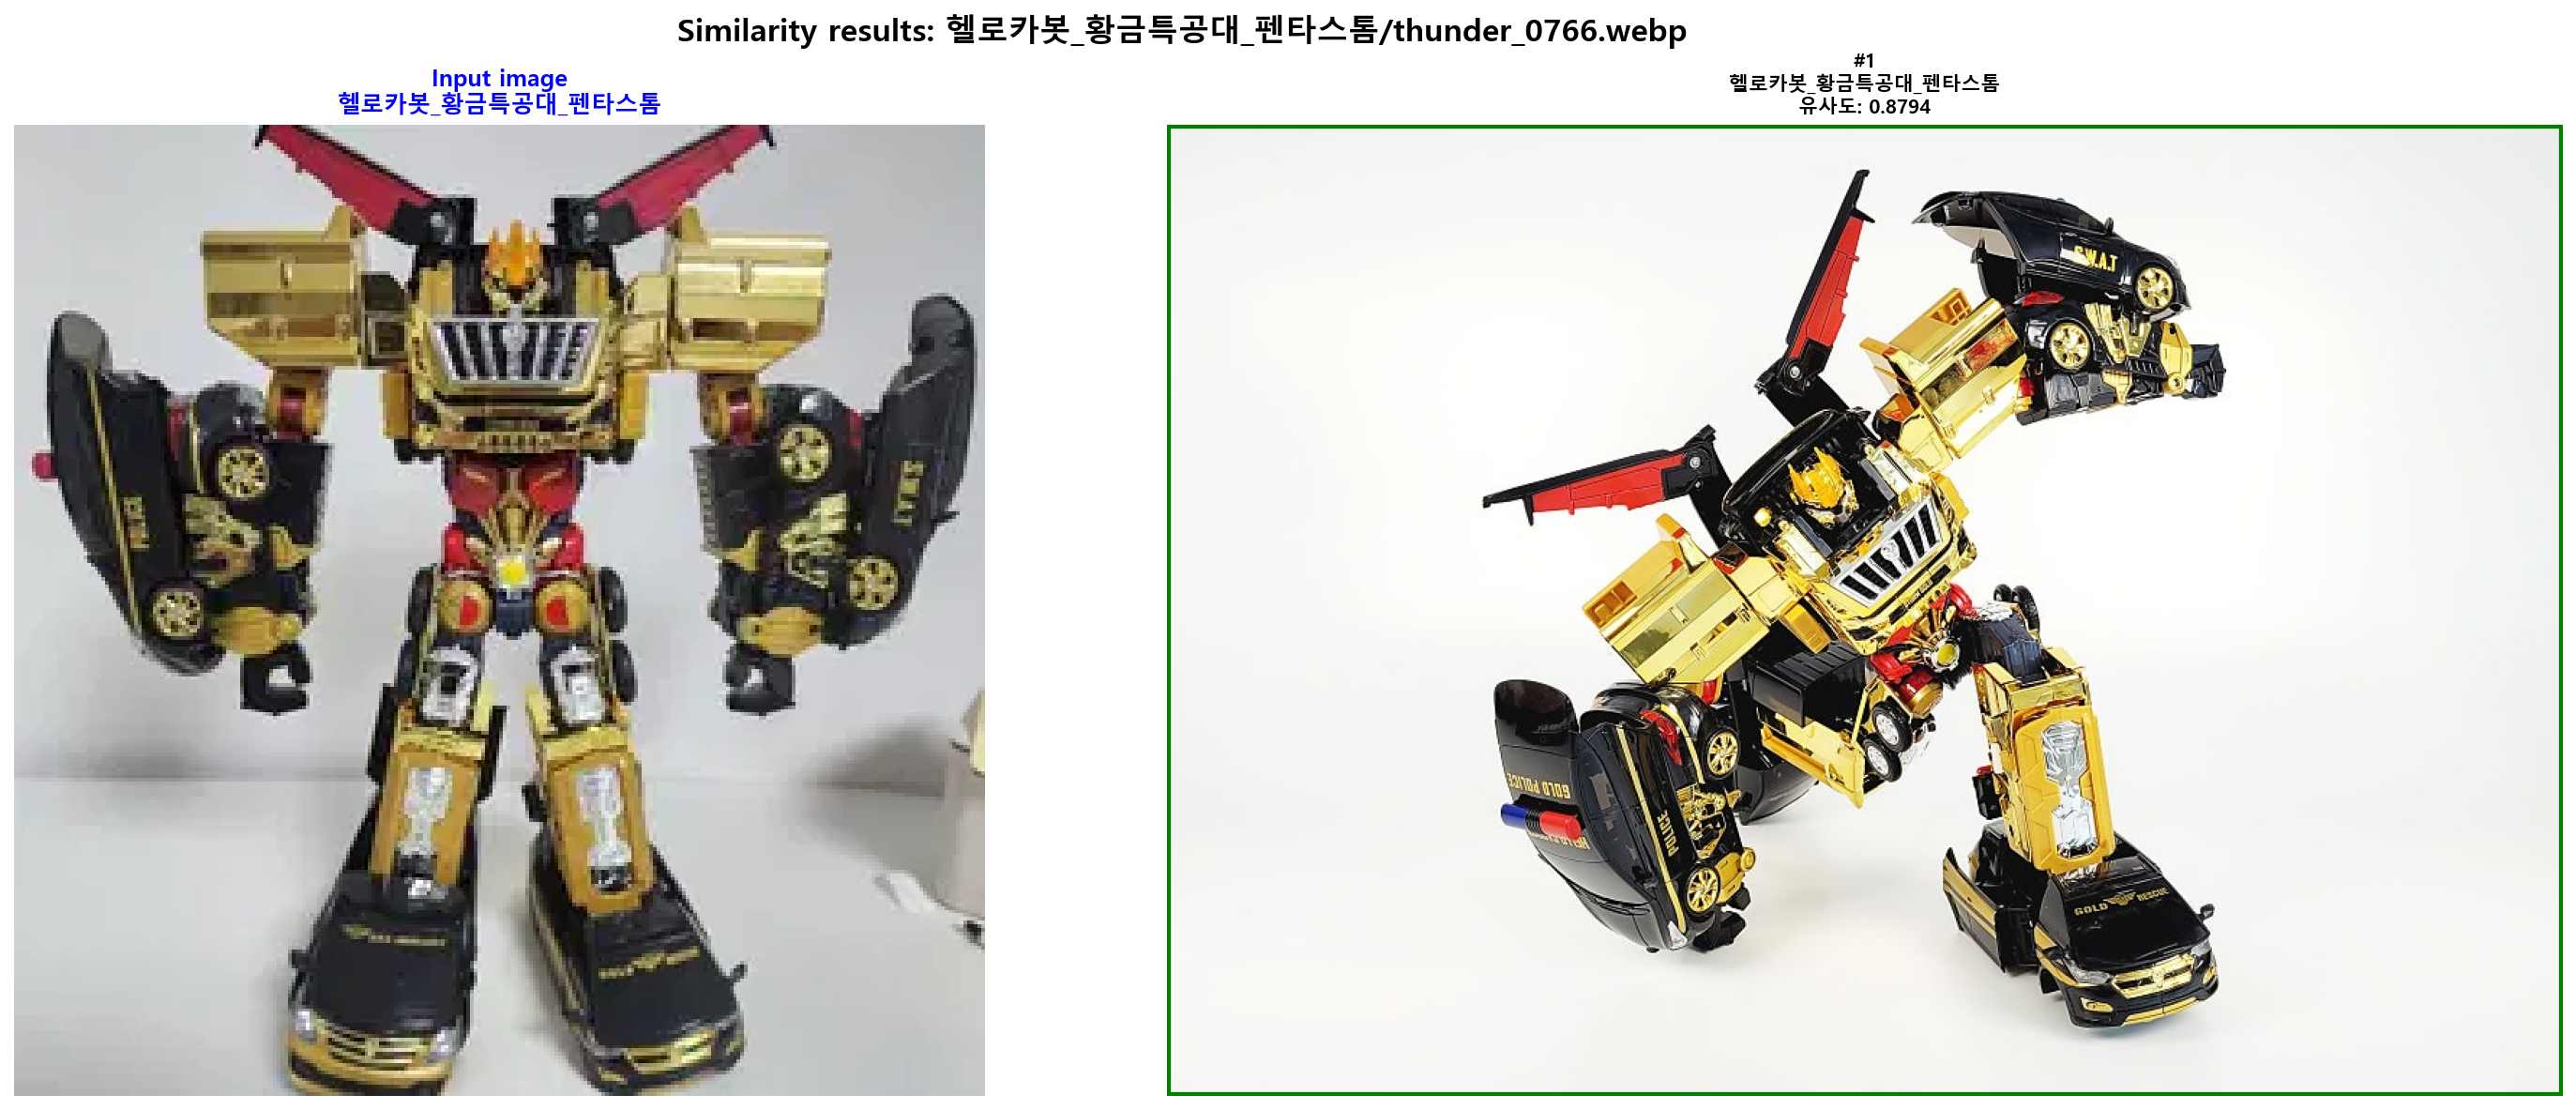 Similarity results: 헬로카봇_황금특공대_펜타스톰/thunder_0766.webp
Input image
헬로카봇_황금특공대_펜타스톰
#1
헬로카봇_황금특공대_펜타스톰
유사도: 0.8794
S.W.A.T
SWAT
GOLD POLICE
POLICE
GOLD RESCUE
GOLD